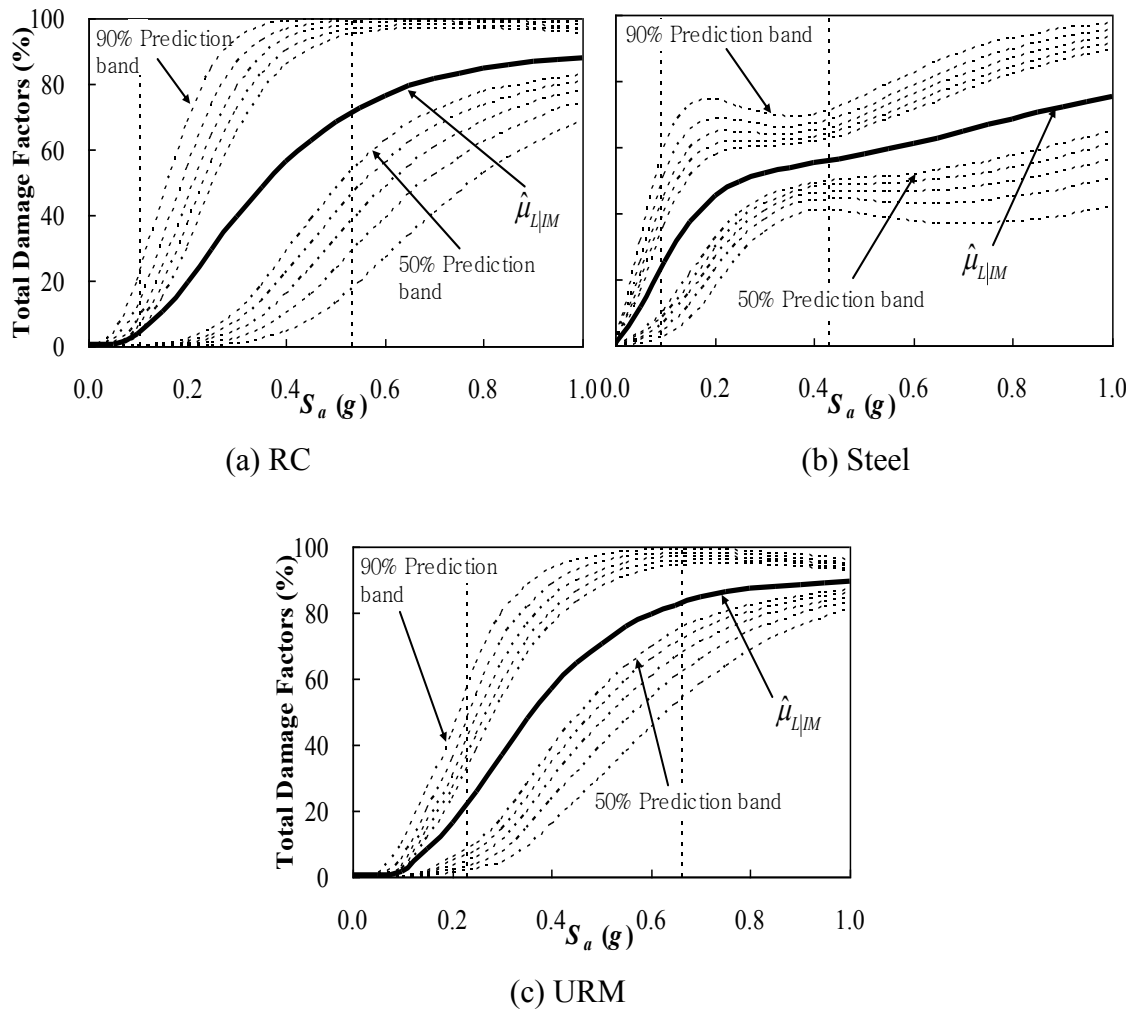 Total Damage Factors (%)
100
80
60
40
20
0
90% Prediction
band
μ̂L|IM
50% Prediction
band
0.0 0.2 0.4 0.6 0.8 1.0
Sa (g)
(a) RC
90% Prediction band
μ̂L|IM
50% Prediction band
0.0 0.2 0.4 0.6 0.8 1.0
Sa (g)
(b) Steel
Total Damage Factors (%)
100
80
60
40
20
0
90% Prediction
band
μ̂L|IM
50% Prediction band
0.0 0.2 0.4 0.6 0.8 1.0
Sa (g)
(c) URM